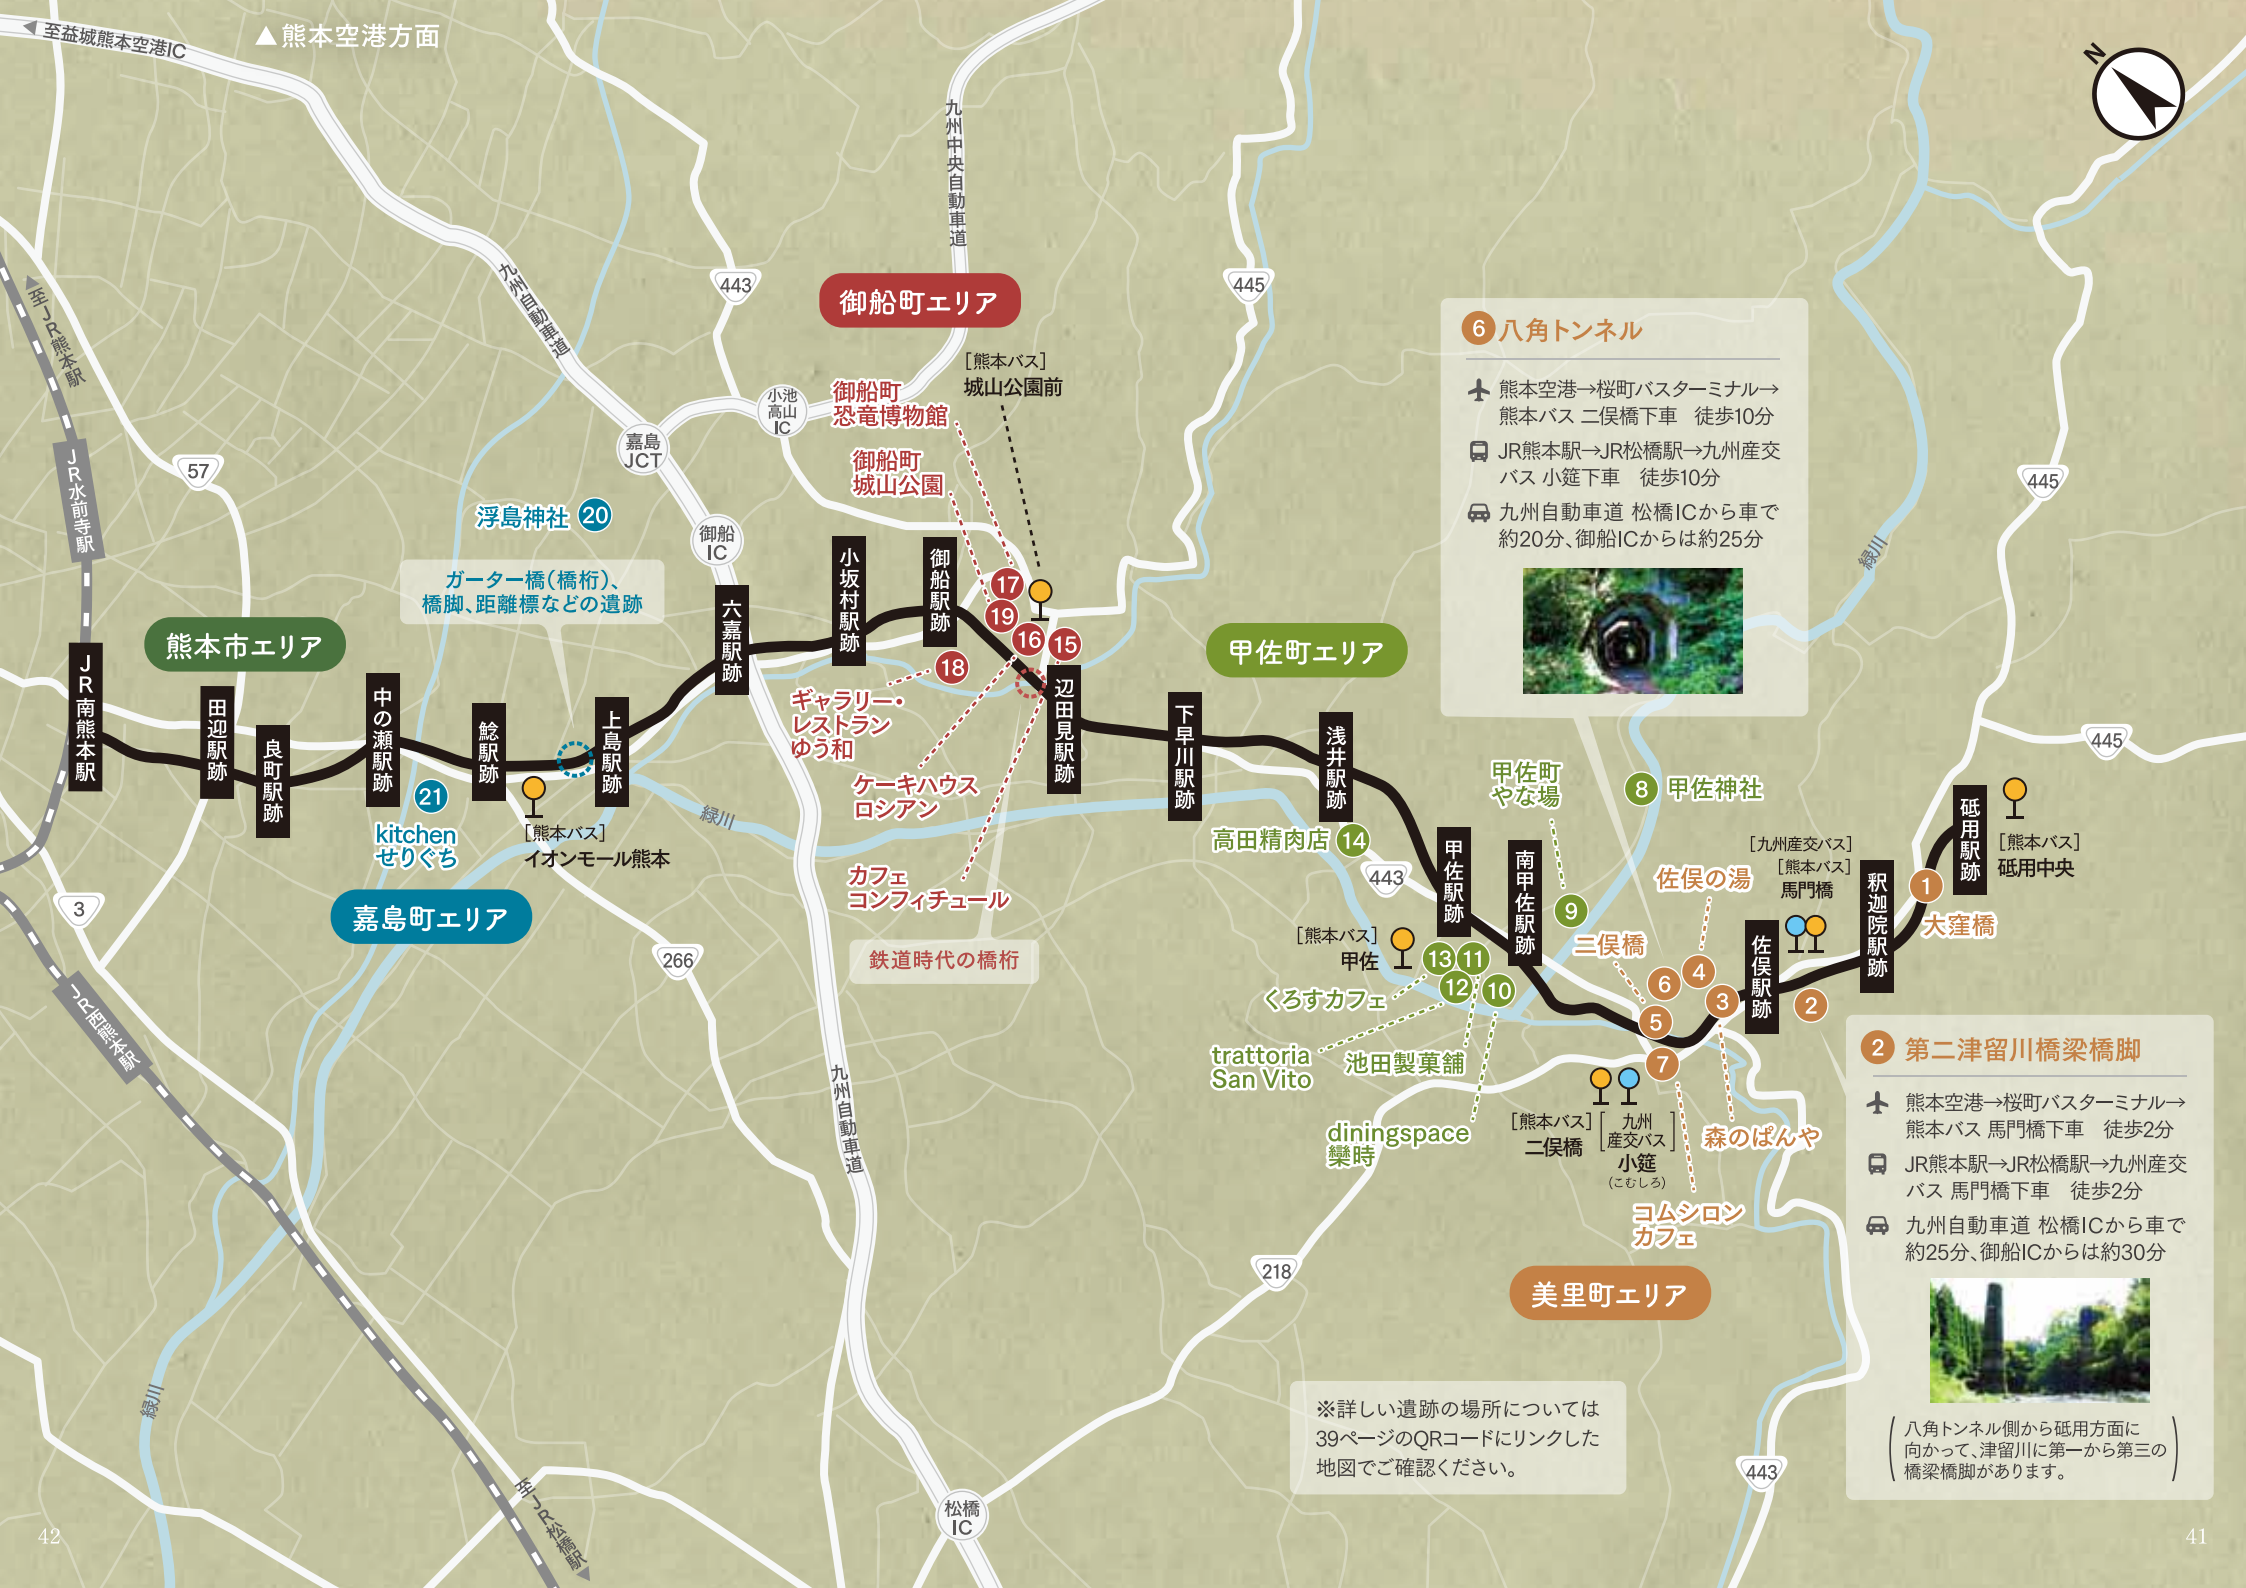 至益城熊本空港IC
▲熊本空港方面
九州中央自動車道
九州自動車道
443
445
御船町エリア
至JR熊本駅
[熊本バス]
城山公園前
小池
高山
IC
御船町
恐竜博物館
嘉島
JCT
御船町
城山公園
57
JR水前寺駅
浮島神社 20
御船
IC
ガーター橋(橋桁)、
橋脚、距離標などの遺跡
熊本市エリア
JR南熊本駅
田迎駅跡
良町駅跡
中の瀬駅跡
鯰駅跡
上島駅跡
六嘉駅跡
小坂村駅跡
御船駅跡
17
19
16
15
18
辺田見駅跡
下早川駅跡
浅井駅跡
甲佐駅跡
南甲佐駅跡
佐俣駅跡
釈迦院駅跡
砥用駅跡
ギャラリー・
レストラン
ゆう和
ケーキハウス
ロシアン
カフェ
コンフィチュール
鉄道時代の橋桁
21
kitchen
せりぐち
[熊本バス]
イオンモール熊本
緑川
嘉島町エリア
3
266
JR西熊本駅
九州自動車道
緑川
至JR松橋駅
松橋
IC
218
甲佐町エリア
6 八角トンネル
熊本空港→桜町バスターミナル→
熊本バス 二俣橋下車 徒歩10分
JR熊本駅→JR松橋駅→九州産交
バス 小筵下車 徒歩10分
九州自動車道 松橋ICから車で
約20分、御船ICからは約25分
緑川
445
445
甲佐町
やな場
9
8 甲佐神社
高田精肉店 14
443
[熊本バス]
甲佐
13
11
12
10
くろすカフェ
trattoria
San Vito
池田製菓舗
diningspace
欒時
佐俣の湯
二俣橋
6
4
3
5
7
2
1
大窪橋
[九州産交バス]
[熊本バス]
馬門橋
[熊本バス]
砥用中央
[熊本バス]
二俣橋
[九州
産交バス]
小筵
(こむしろ)
森のぱんや
コムシロン
カフェ
美里町エリア
2 第二津留川橋梁橋脚
熊本空港→桜町バスターミナル→
熊本バス 馬門橋下車 徒歩2分
JR熊本駅→JR松橋駅→九州産交
バス 馬門橋下車 徒歩2分
九州自動車道 松橋ICから車で
約25分、御船ICからは約30分
(八角トンネル側から砥用方面に
向かって、津留川に第一から第三の
橋梁橋脚があります。)
※詳しい遺跡の場所については
39ページのQRコードにリンクした
地図でご確認ください。
443
N
42
41